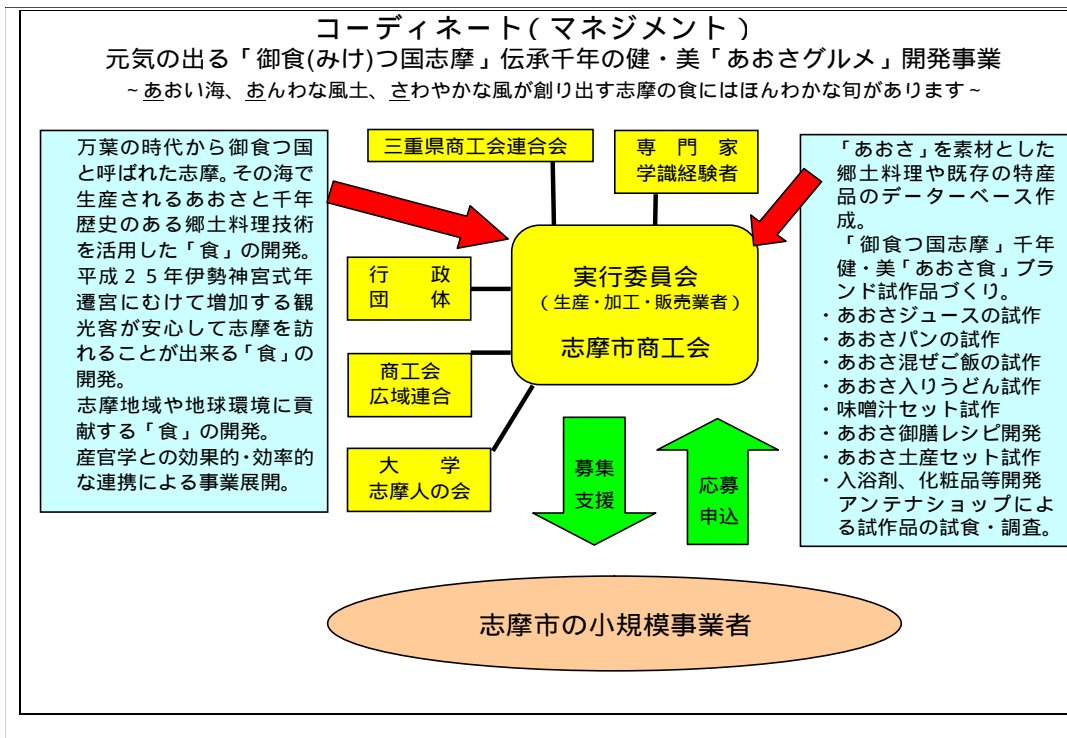 コーディネート(マネジメント)
元気の出る「御食(みけ)つ国志摩」伝承千年の健・美「あおさグルメ」開発事業
~あおい海、おんわな風土、さわやかな風が創り出す志摩の食にはほんわかな旬があります~
万葉の時代から御食つ国
と呼ばれた志摩。その海で
生産されるあおさと千年
歴史のある郷土料理技術
を活用した「食」の開発。
平成25年伊勢神宮式年
遷宮にむけて増加する観
光客が安心して志摩を訪
れることが出来る「食」の
開発。
志摩地域や地球環境に貢
献する「食」の開発。
産官学との効果的・効率的
な連携による事業展開。
三重県商工会連合会
専門家
学識経験者
行政
団体
商工会
広域連合
大学
志摩人の会
実行委員会
(生産・加工・販売業者)
志摩市商工会
「あおさ」を素材とした
郷土料理や既存の特産
品のデーターベース作
成。
「御食つ国志摩」千年
健・美「あおさ食」ブラ
ンド試作品づくり。
・あおさジュースの試作
・あおさパンの試作
・あおさ混ぜご飯の試作
・あおさ入りうどん試作
・味噌汁セット試作
・あおさ御膳レシピ開発
・あおさ土産セット試作
・入浴剤、化粧品等開発
アンテナショップによ
る試作品の試食・調査。
募集
支援
応募
申込
志摩市の小規模事業者